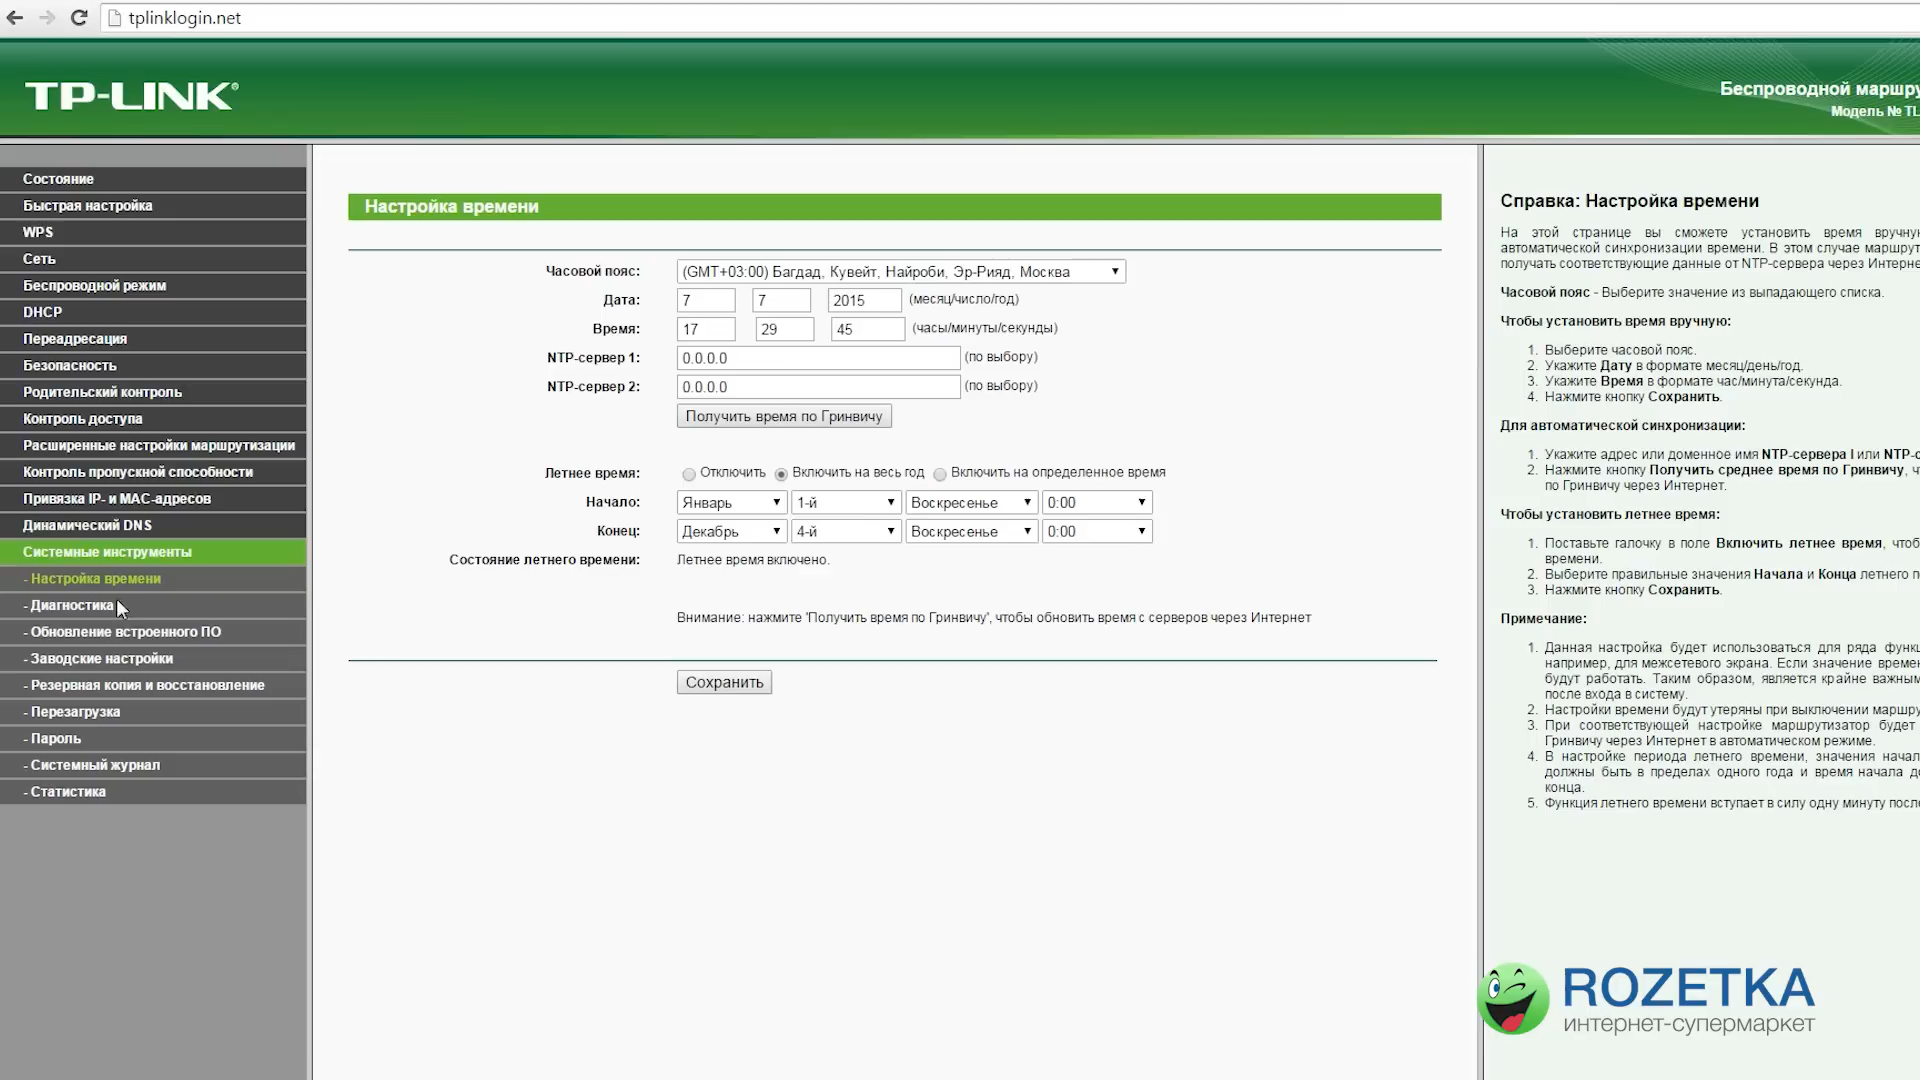 tplinklogin.net
TP-LINK®
Беспроводной маршру
Модель № TL
Состояние
Быстрая настройка
WPS
Сеть
Беспроводной режим
DHCP
Переадресация
Безопасность
Родительский контроль
Контроль доступа
Расширенные настройки маршрутизации
Контроль пропускной способности
Привязка IP- и MAC-адресов
Динамический DNS
Системные инструменты
- Настройка времени
- Диагностика
- Обновление встроенного ПО
- Заводские настройки
- Резервная копия и восстановление
- Перезагрузка
- Пароль
- Системный журнал
- Статистика
Настройка времени
Часовой пояс: (GMT+03:00) Багдад, Кувейт, Найроби, Эр-Рияд, Москва
Дата: 7 7 2015 (месяц/число/год)
Время: 17 29 45 (часы/минуты/секунды)
NTP-сервер 1: 0.0.0.0 (по выбору)
NTP-сервер 2: 0.0.0.0 (по выбору)
Получить время по Гринвичу
Летнее время: Отключить Включить на весь год Включить на определенное время
Начало: Январь 1-й Воскресенье 0:00
Конец: Декабрь 4-й Воскресенье 0:00
Состояние летнего времени: Летнее время включено.
Внимание: нажмите 'Получить время по Гринвичу', чтобы обновить время с серверов через Интернет
Сохранить
Справка: Настройка времени
На этой странице вы сможете установить время вручную
автоматической синхронизации времени. В этом случае маршрут
получать соответствующие данные от NTP-сервера через Интерне
Часовой пояс - Выберите значение из выпадающего списка.
Чтобы установить время вручную:
1. Выберите часовой пояс.
2. Укажите Дату в формате месяц/день/год.
3. Укажите Время в формате час/минута/секунда.
4. Нажмите кнопку Сохранить.
Для автоматической синхронизации:
1. Укажите адрес или доменное имя NTP-сервера I или NTP-с
2. Нажмите кнопку Получить среднее время по Гринвичу, ч
по Гринвичу через Интернет.
Чтобы установить летнее время:
1. Поставьте галочку в поле Включить летнее время, чтоб
времени.
2. Выберите правильные значения Начала и Конца летнего п
3. Нажмите кнопку Сохранить.
Примечание:
1. Данная настройка будет использоваться для ряда функц
например, для межсетевого экрана. Если значение времен
будут работать. Таким образом, является крайне важным
после входа в систему.
2. Настройки времени будут утеряны при выключении маршру
3. При соответствующей настройке маршрутизатор будет
Гринвичу через Интернет в автоматическом режиме.
4. В настройке периода летнего времени, значения начал
должны быть в пределах одного года и время начала до
конца.
5. Функция летнего времени вступает в силу одну минуту посл
ROZETKA
интернет-супермаркет